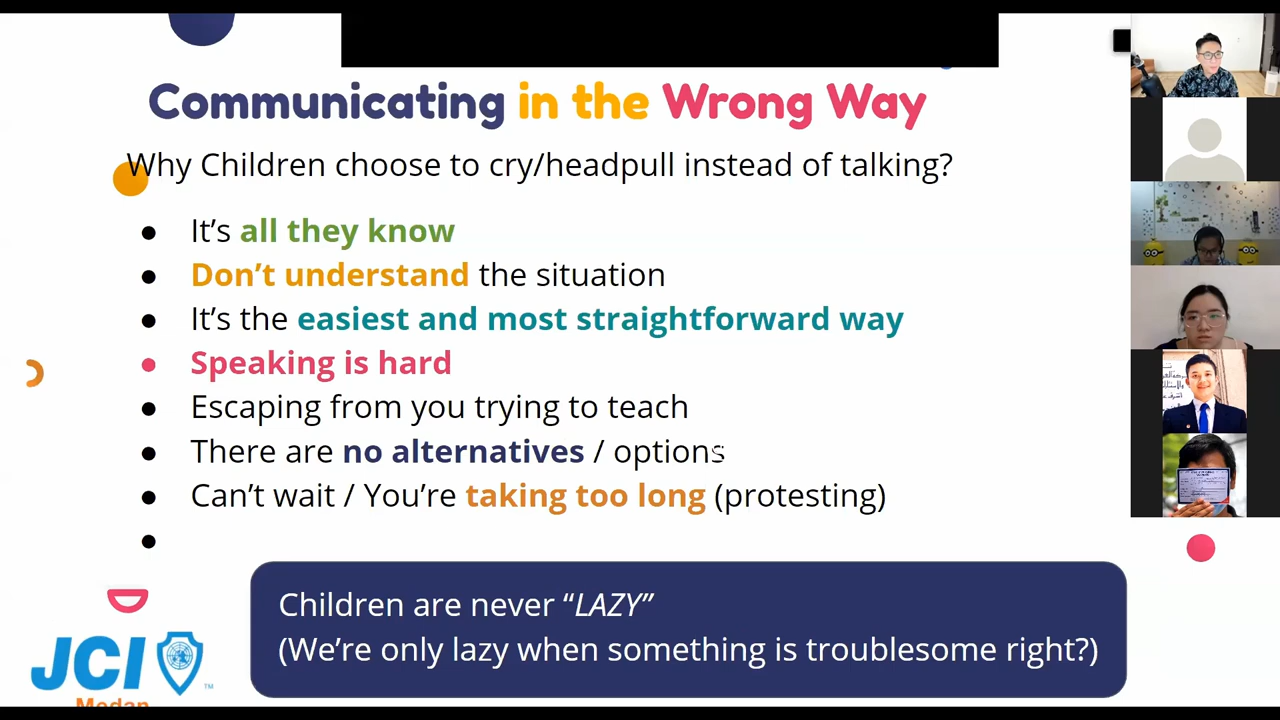 Communicating in the Wrong Way
Why Children choose to cry/headpull instead of talking?
● It’s all they know
● Don’t understand the situation
● It’s the easiest and most straightforward way
● Speaking is hard
● Escaping from you trying to teach
● There are no alternatives / options
● Can’t wait / You’re taking too long (protesting)
●
Children are never “LAZY”
(We’re only lazy when something is troublesome right?)
JCI
TM
Medan